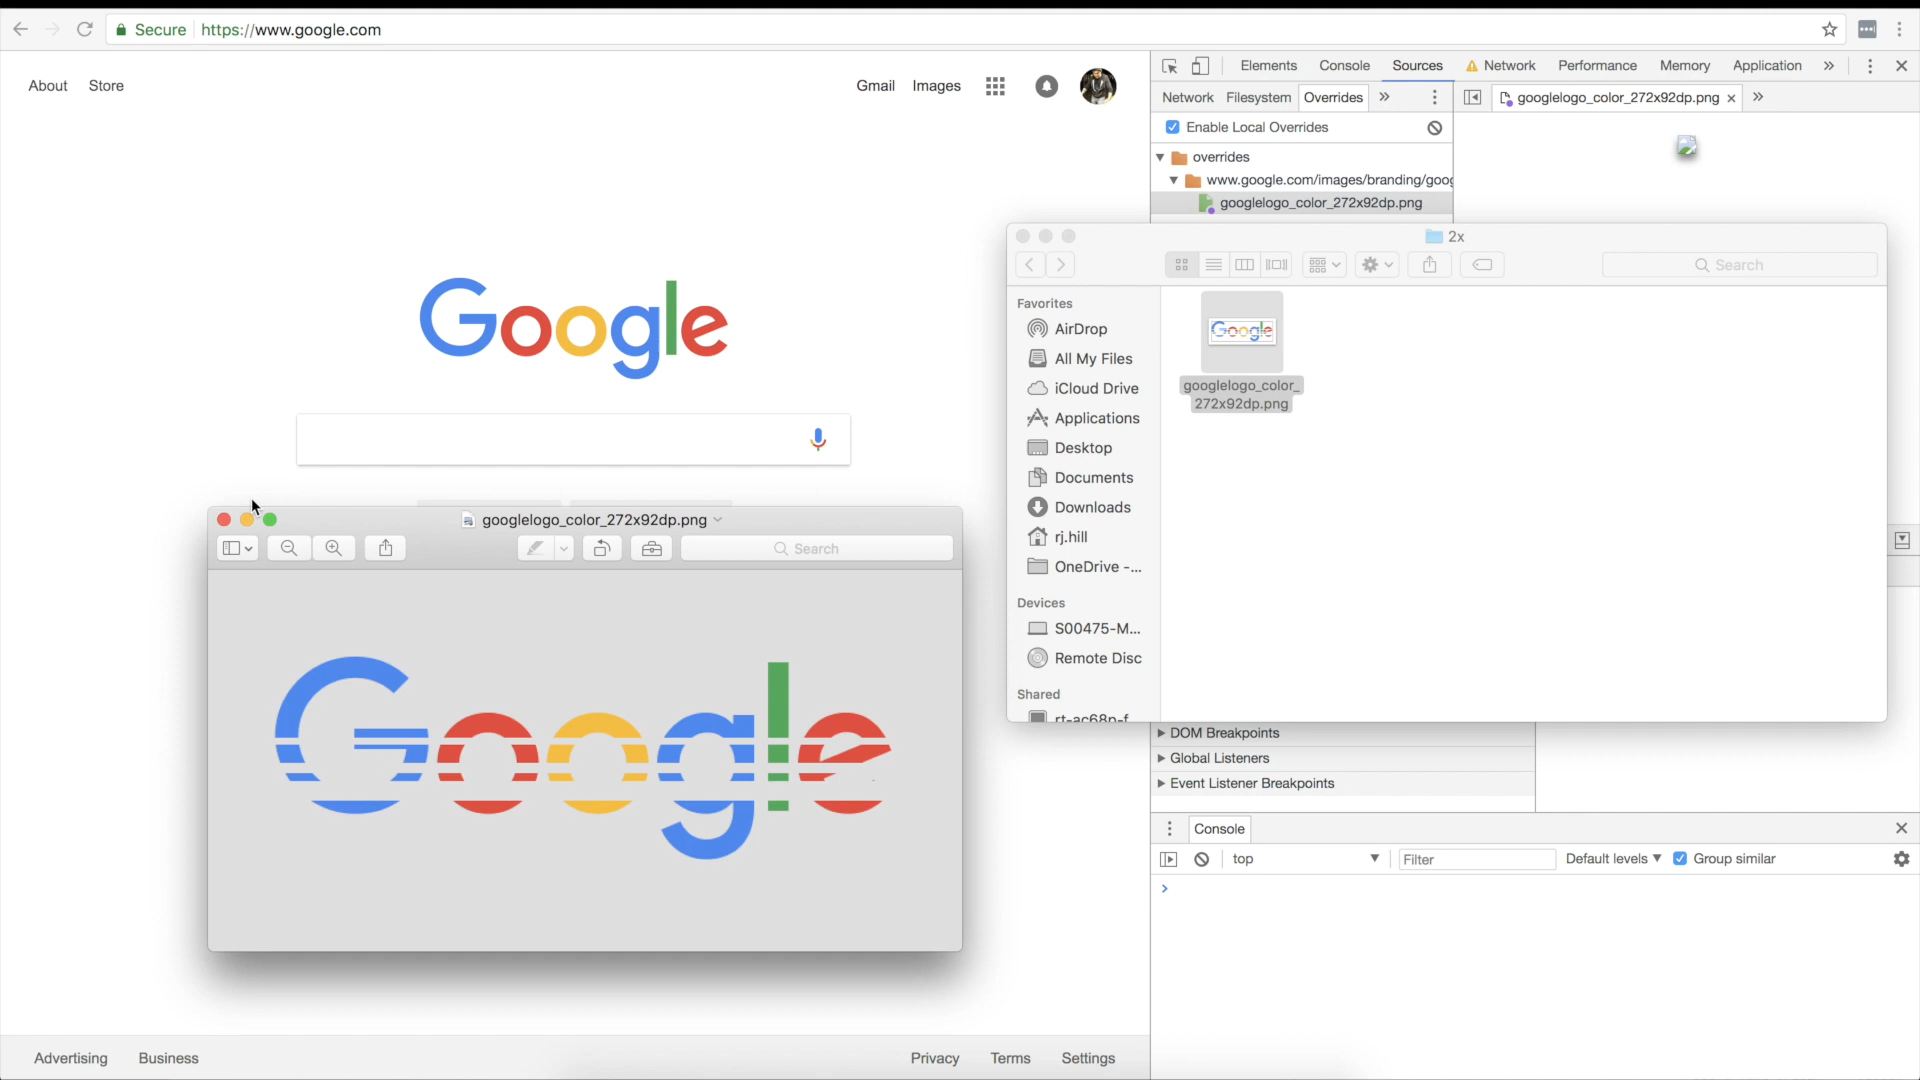 Secure https://www.google.com
About Store Gmail Images
Google
Elements Console Sources Network Performance Memory Application
Network Filesystem Overrides googlelogo_color_272x92dp.png
Enable Local Overrides
overrides
www.google.com/images/branding/goog
googlelogo_color_272x92dp.png
2x
Search
Favorites
AirDrop
All My Files
iCloud Drive
Applications
Desktop
Documents
Downloads
rj.hill
OneDrive -...
Devices
S00475-M...
Remote Disc
Shared
rt-ac68p-f
Google
googlelogo_color_
272x92dp.png
googlelogo_color_272x92dp.png
Search
Google
DOM Breakpoints
Global Listeners
Event Listener Breakpoints
Console
top Filter Default levels Group similar
Advertising Business Privacy Terms Settings